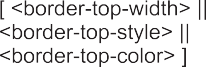 [ <border-top-width> ||
<border-top-style> ||
<border-top-color> ]